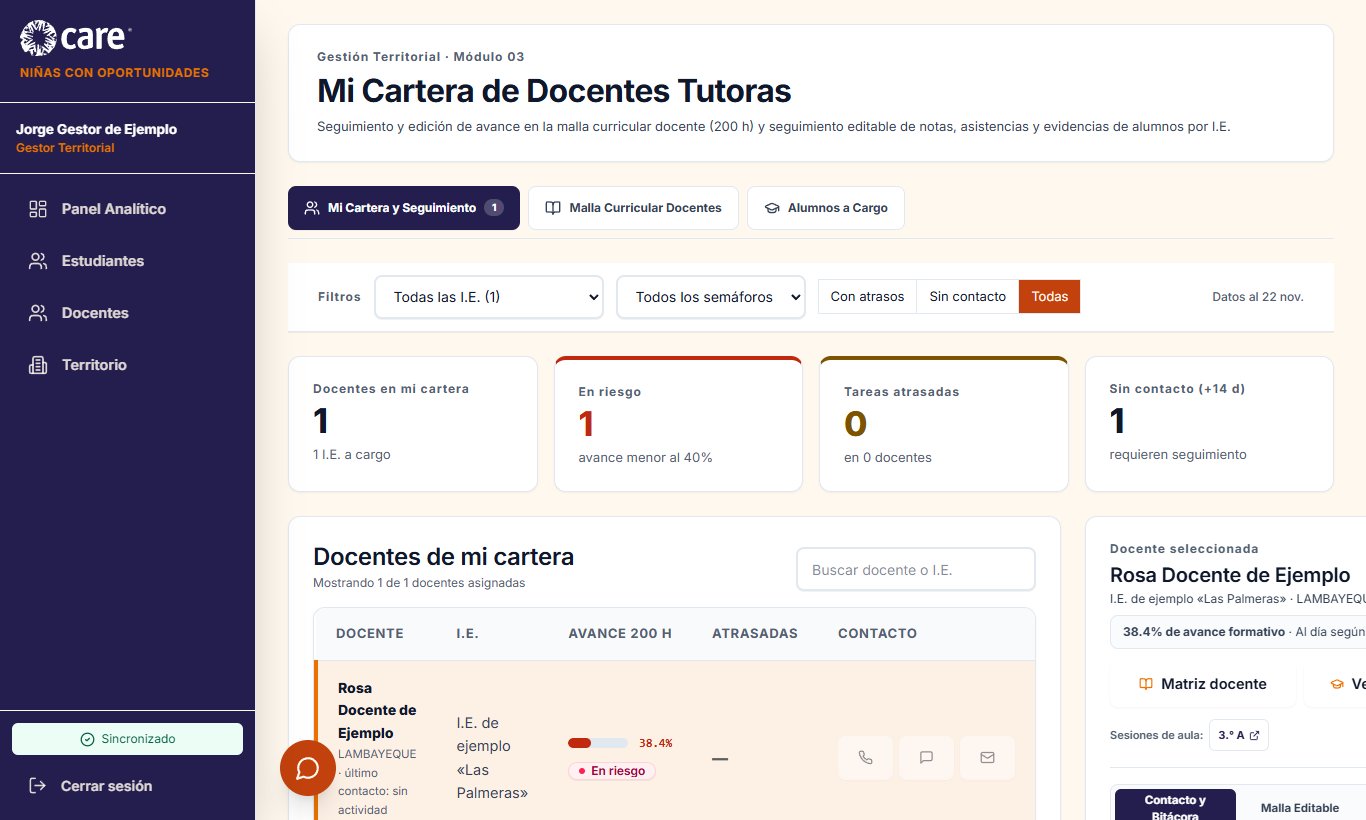 care
NIÑAS CON OPORTUNIDADES
Jorge Gestor de Ejemplo
Gestor Territorial
Panel Analítico
Estudiantes
Docentes
Territorio
Sincronizado
Cerrar sesión
Gestión Territorial · Módulo 03
Mi Cartera de Docentes Tutoras
Seguimiento y edición de avance en la malla curricular docente (200 h) y seguimiento editable de notas, asistencias y evidencias de alumnos por I.E.
Mi Cartera y Seguimiento 1
Malla Curricular Docentes
Alumnos a Cargo
Filtros
Todas las I.E. (1)
Todos los semáforos
Con atrasos
Sin contacto
Todas
Datos al 22 nov.
Docentes en mi cartera
1
1 I.E. a cargo
En riesgo
1
avance menor al 40%
Tareas atrasadas
0
en 0 docentes
Sin contacto (+14 d)
1
requieren seguimiento
Docentes de mi cartera
Mostrando 1 de 1 docentes asignadas
Buscar docente o I.E.
DOCENTE I.E. AVANCE 200 H ATRASADAS CONTACTO
Rosa
Docente de
Ejemplo
LAMBAYEQUE
· último
contacto: sin
actividad
I.E. de
ejemplo
«Las
Palmeras»
38.4%
En riesgo
—
Docente seleccionada
Rosa Docente de Ejemplo
I.E. de ejemplo «Las Palmeras» · LAMBAYEQU
38.4% de avance formativo · Al día según
Matriz docente
Ve
Sesiones de aula: 3.° A
Contacto y
Bitácora
Malla Editable